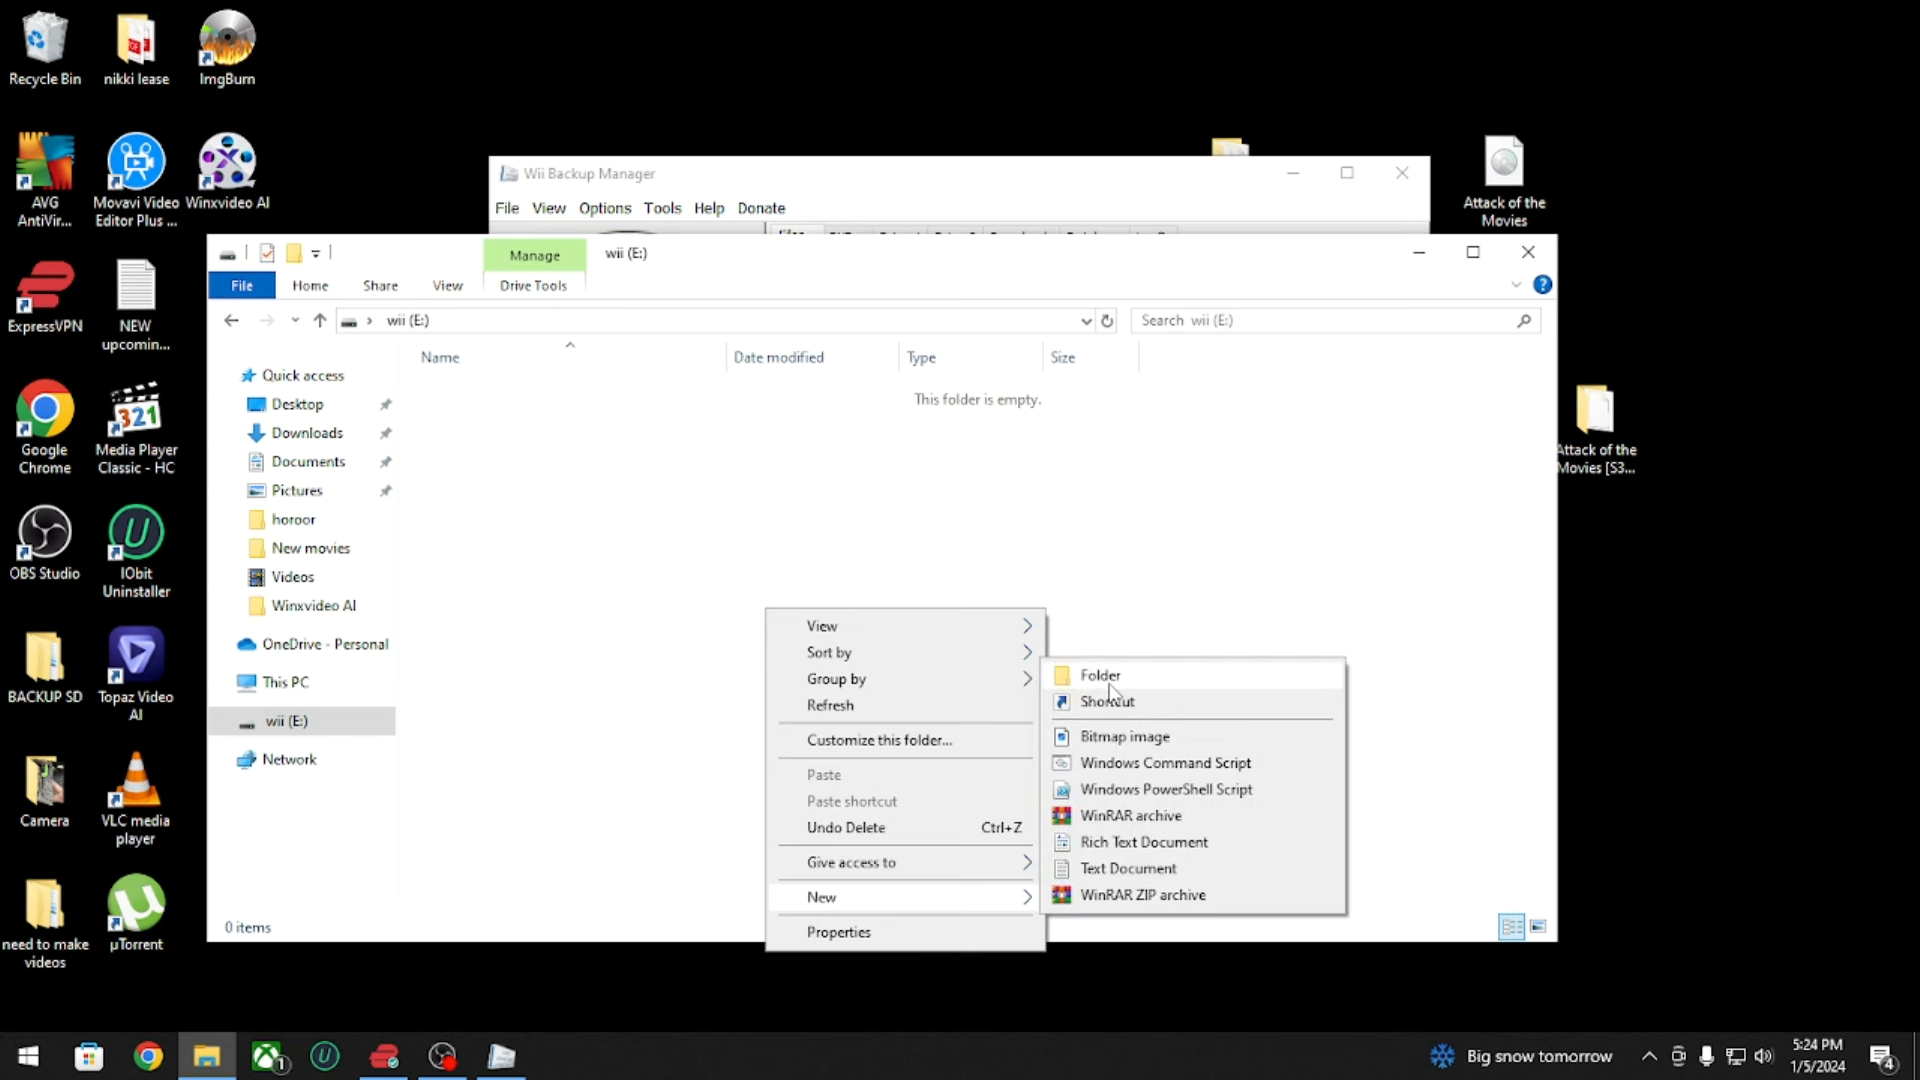 Recycle Bin
nikki lease
ImgBurn
AVG
AntiVir...
Movavi Video
Editor Plus ...
Winxvideo AI
ExpressVPN
NEW
upcomin...
Google
Chrome
Media Player
Classic - HC
OBS Studio
IObit
Uninstaller
BACKUP SD
Topaz Video
AI
Camera
VLC media
player
need to make
videos
µTorrent
Attack of the
Movies
Attack of the
Movies [S3...
Wii Backup Manager
File View Options Tools Help Donate
Manage
wii (E:)
File
Home
Share
View
Drive Tools
wii (E:)
Search wii (E:)
Name
Date modified
Type
Size
This folder is empty.
Quick access
Desktop
Downloads
Documents
Pictures
horoor
New movies
Videos
Winxvideo AI
OneDrive - Personal
This PC
wii (E:)
Network
0 items
View
Sort by
Group by
Refresh
Customize this folder...
Paste
Paste shortcut
Undo Delete Ctrl+Z
Give access to
New
Properties
Folder
Shortcut
Bitmap image
Windows Command Script
Windows PowerShell Script
WinRAR archive
Rich Text Document
Text Document
WinRAR ZIP archive
Big snow tomorrow
5:24 PM
1/5/2024
4
1